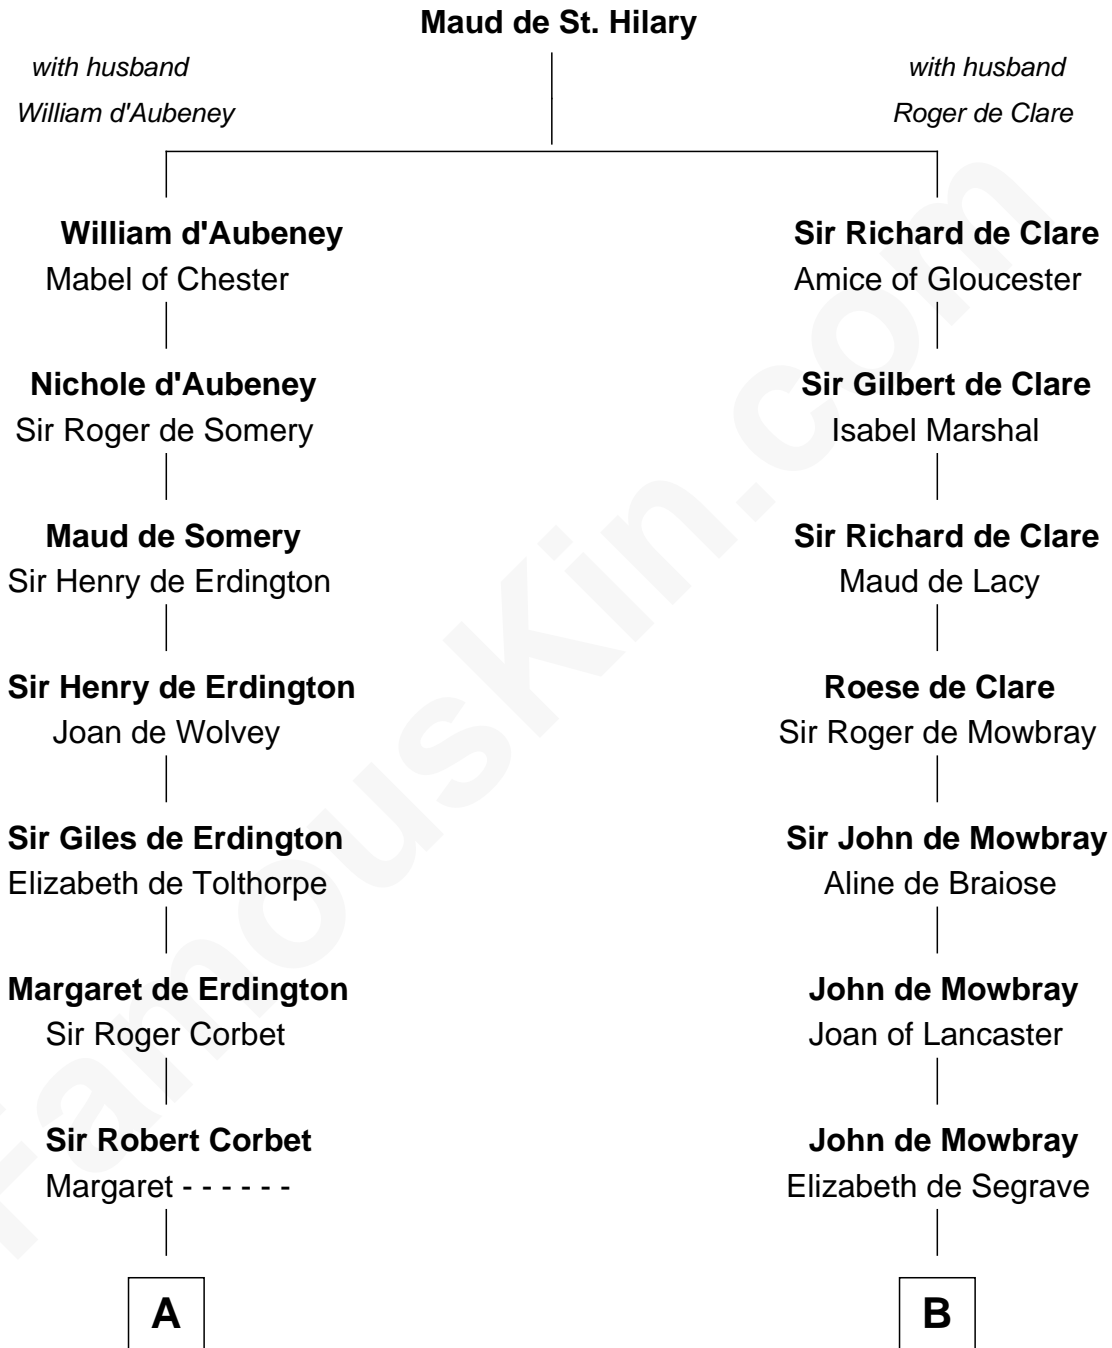 Maud de St. Hilary
with husband
William d'Aubeney
with husband
Roger de Clare
William d'Aubeney
Mabel of Chester
Sir Richard de Clare
Amice of Gloucester
Nichole d'Aubeney
Sir Roger de Somery
Sir Gilbert de Clare
Isabel Marshal
Maud de Somery
Sir Henry de Erdington
Sir Richard de Clare
Maud de Lacy
Sir Henry de Erdington
Joan de Wolvey
Roese de Clare
Sir Roger de Mowbray
Sir Giles de Erdington
Elizabeth de Tolthorpe
Sir John de Mowbray
Aline de Braiose
Margaret de Erdington
Sir Roger Corbet
John de Mowbray
Joan of Lancaster
Sir Robert Corbet
Margaret - - - - - -
John de Mowbray
Elizabeth de Segrave
A
B
FamousKin.com